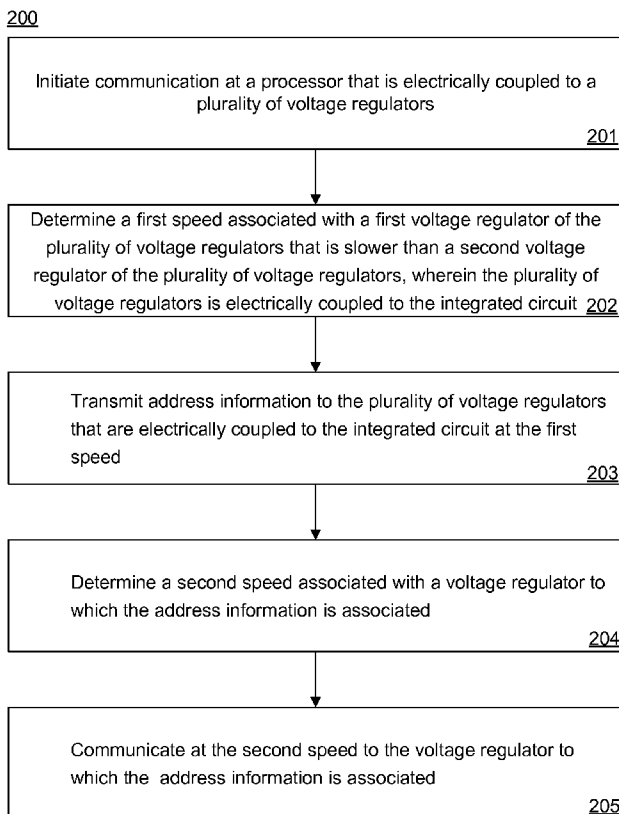 200
Initiate communication at a processor that is electrically coupled to a
plurality of voltage regulators
201
Determine a first speed associated with a first voltage regulator of the
plurality of voltage regulators that is slower than a second voltage
regulator of the plurality of voltage regulators, wherein the plurality of
voltage regulators is electrically coupled to the integrated circuit
202
Transmit address information to the plurality of voltage regulators
that are electrically coupled to the integrated circuit at the first
speed
203
Determine a second speed associated with a voltage regulator to
which the address information is associated
204
Communicate at the second speed to the voltage regulator to
which the address information is associated
205